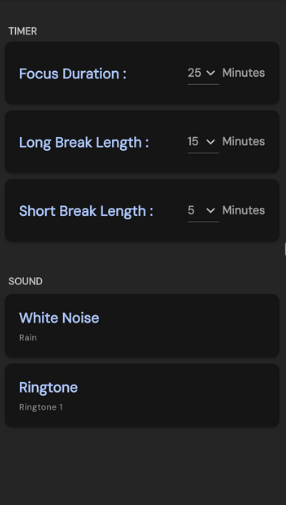 TIMER
Focus Duration : 25 Minutes
Long Break Length : 15 Minutes
Short Break Length : 5 Minutes
SOUND
White Noise
Rain
Ringtone
Ringtone 1